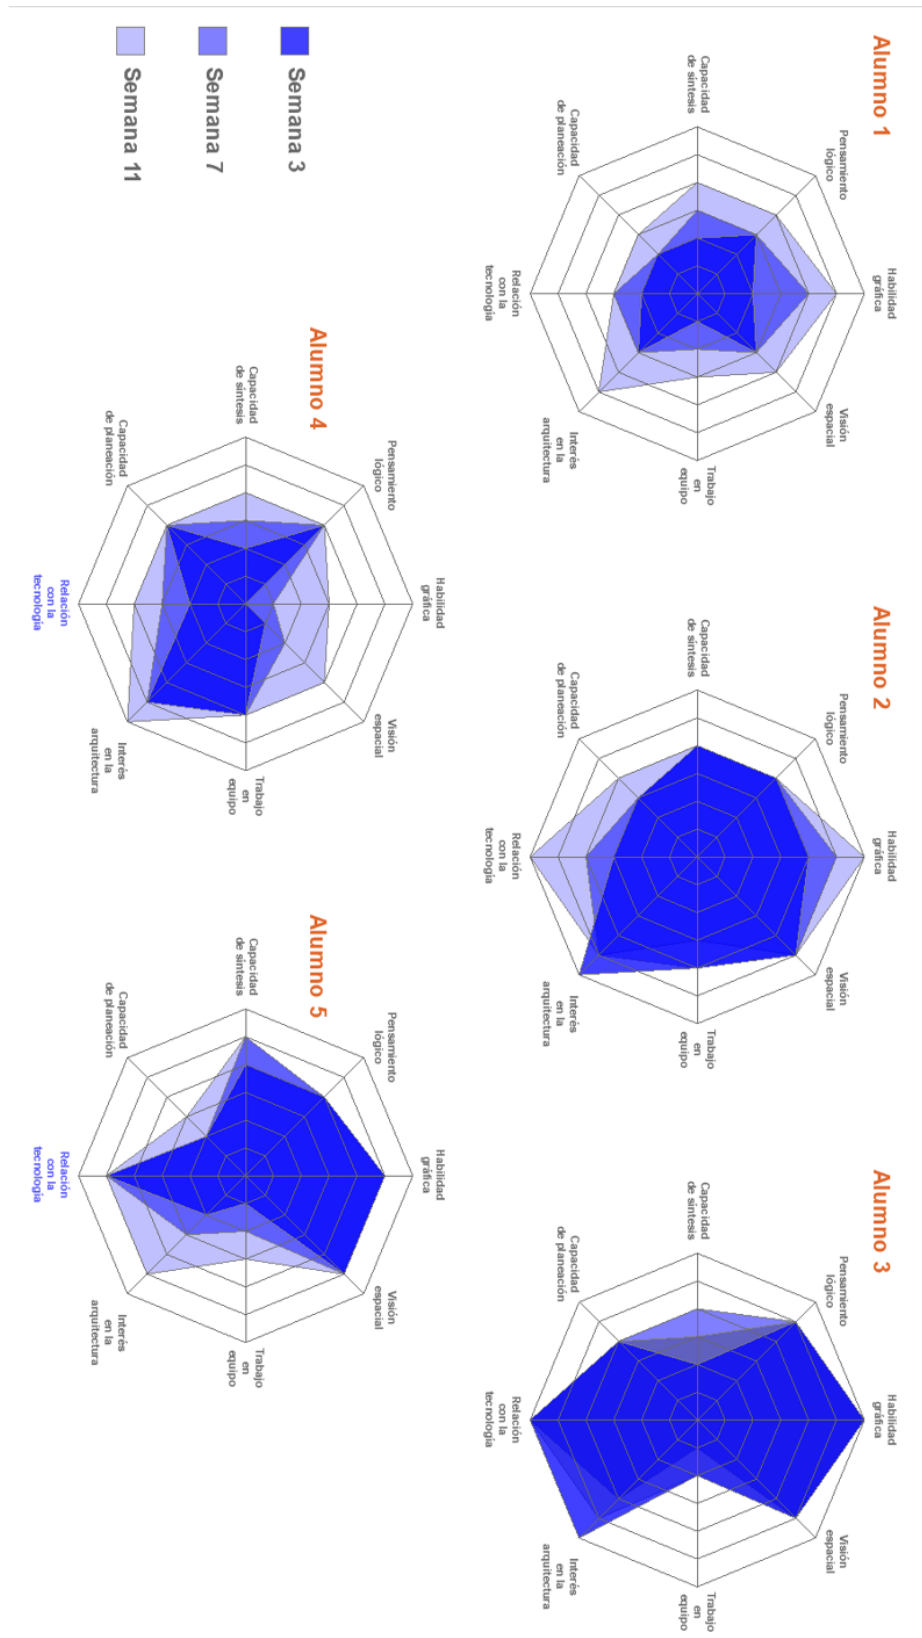 Alumno 1
Habilidad
gráfica
Pensamiento
lógico
Visión
espacial
Capacidad
de síntesis
Trabajo
en
equipo
Capacidad
de planeación
Interés
en la
arquitectura
Relación
con la
tecnología
Alumno 2
Habilidad
gráfica
Pensamiento
lógico
Visión
espacial
Capacidad
de síntesis
Trabajo
en
equipo
Capacidad
de planeación
Interés
en la
arquitectura
Relación
con la
tecnología
Alumno 3
Habilidad
gráfica
Pensamiento
lógico
Visión
espacial
Capacidad
de síntesis
Trabajo
en
equipo
Capacidad
de planeación
Interés
en la
arquitectura
Relación
con la
tecnología
Semana 3
Semana 7
Semana 11
Alumno 4
Habilidad
gráfica
Pensamiento
lógico
Visión
espacial
Capacidad
de síntesis
Trabajo
en
equipo
Capacidad
de planeación
Interés
en la
arquitectura
Relación
con la
tecnología
Alumno 5
Habilidad
gráfica
Pensamiento
lógico
Visión
espacial
Capacidad
de síntesis
Trabajo
en
equipo
Capacidad
de planeación
Interés
en la
arquitectura
Relación
con la
tecnología